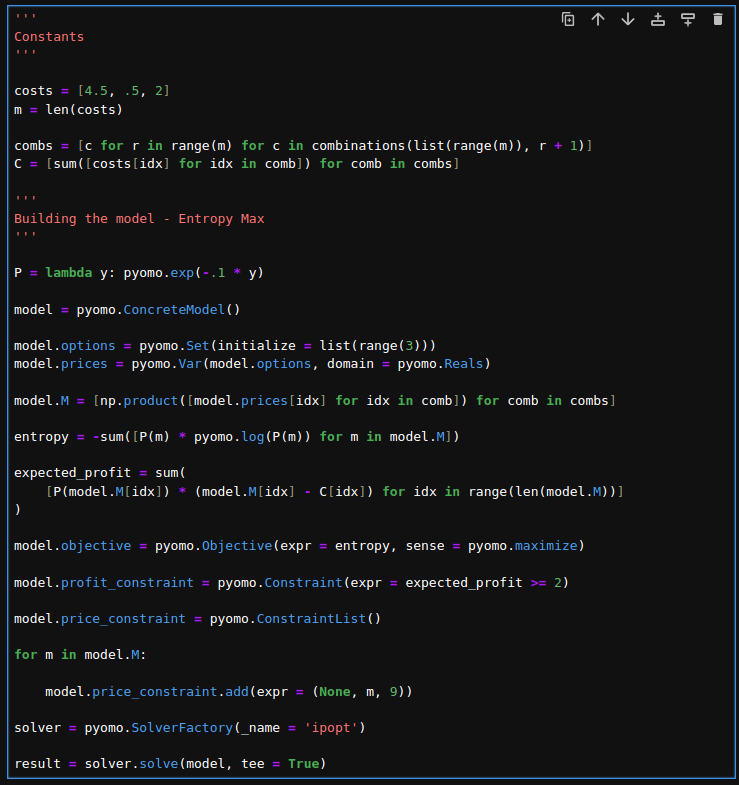 '''
Constants
'''
costs = [4.5, .5, 2]
m = len(costs)
combs = [c for r in range(m) for c in combinations(list(range(m)), r + 1)]
C = [sum([costs[idx] for idx in comb]) for comb in combs]
'''
Building the model - Entropy Max
'''
P = lambda y: pyomo.exp(-.1 * y)
model = pyomo.ConcreteModel()
model.options = pyomo.Set(initialize = list(range(3)))
model.prices = pyomo.Var(model.options, domain = pyomo.Reals)
model.M = [np.product([model.prices[idx] for idx in comb]) for comb in combs]
entropy = -sum([P(m) * pyomo.log(P(m)) for m in model.M])
expected_profit = sum(
    [P(model.M[idx]) * (model.M[idx] - C[idx]) for idx in range(len(model.M))]
)
model.objective = pyomo.Objective(expr = entropy, sense = pyomo.maximize)
model.profit_constraint = pyomo.Constraint(expr = expected_profit >= 2)
model.price_constraint = pyomo.ConstraintList()
for m in model.M:
    model.price_constraint.add(expr = (None, m, 9))
solver = pyomo.SolverFactory(_name = 'ipopt')
result = solver.solve(model, tee = True)